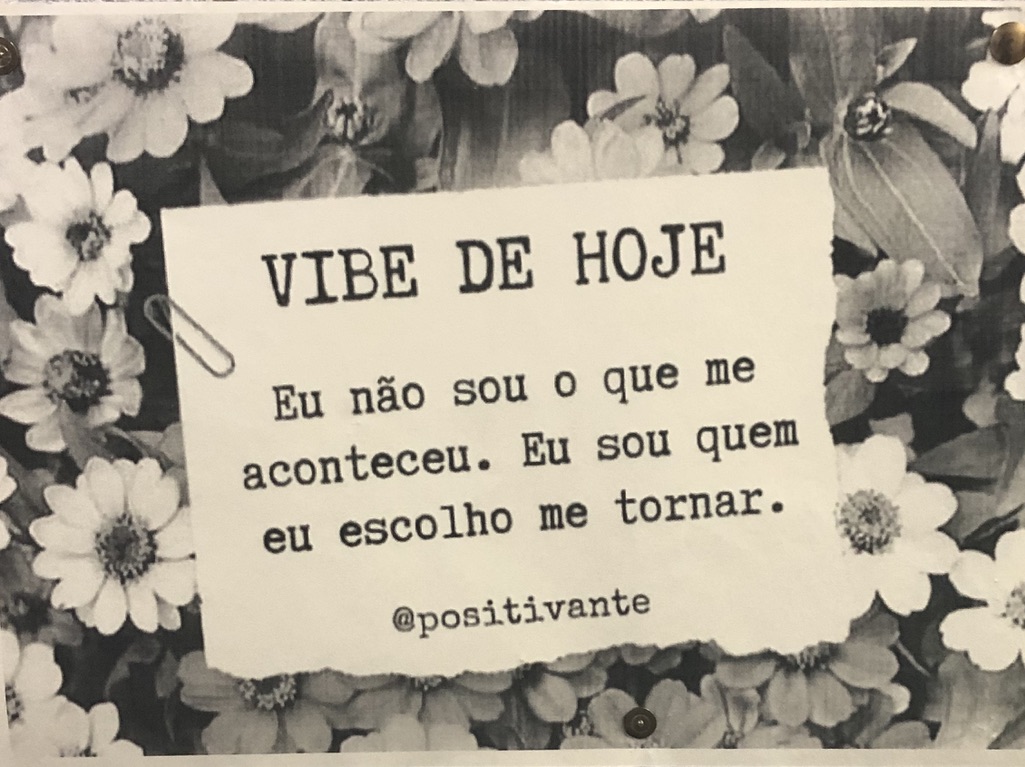 VIBE DE HOJE
Eu não sou o que me
aconteceu. Eu sou quem
eu escolho me tornar.
@positivante